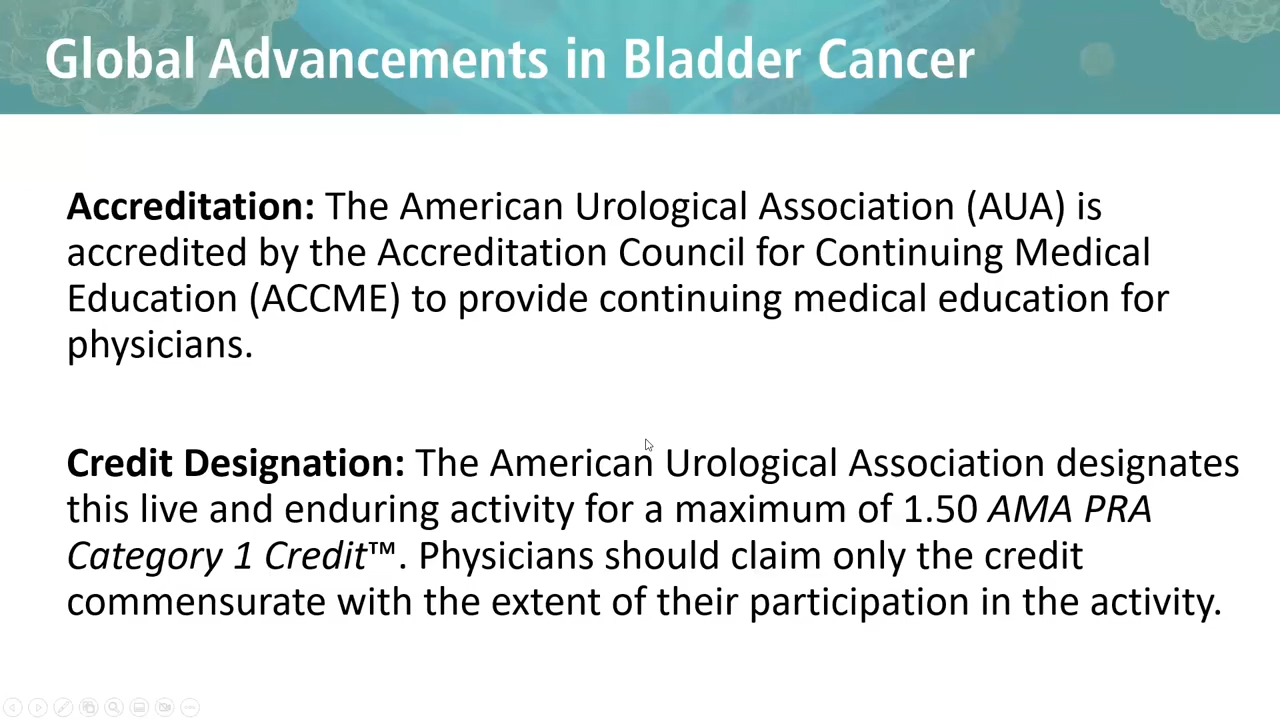 Global Advancements in Bladder Cancer
Accreditation: The American Urological Association (AUA) is
accredited by the Accreditation Council for Continuing Medical
Education (ACCME) to provide continuing medical education for
physicians.
Credit Designation: The American Urological Association designates
this live and enduring activity for a maximum of 1.50 AMA PRA
Category 1 Credit™. Physicians should claim only the credit
commensurate with the extent of their participation in the activity.